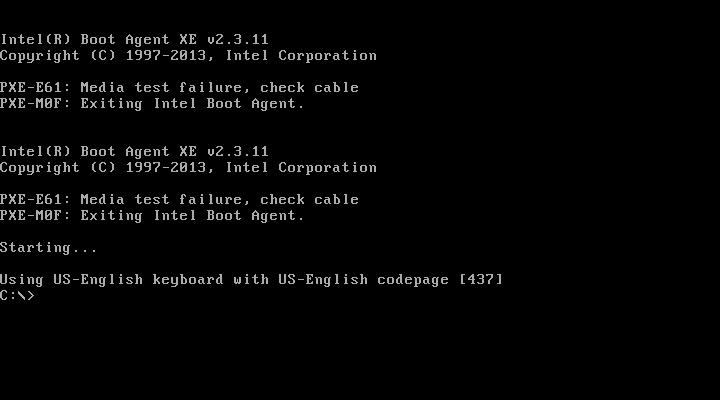 Intel(R) Boot Agent XE v2.3.11
Copyright (C) 1997-2013, Intel Corporation
PXE-E61: Media test failure, check cable
PXE-M0F: Exiting Intel Boot Agent.
Intel(R) Boot Agent XE v2.3.11
Copyright (C) 1997-2013, Intel Corporation
PXE-E61: Media test failure, check cable
PXE-M0F: Exiting Intel Boot Agent.
Starting...
Using US-English keyboard with US-English codepage [437]
C:\>